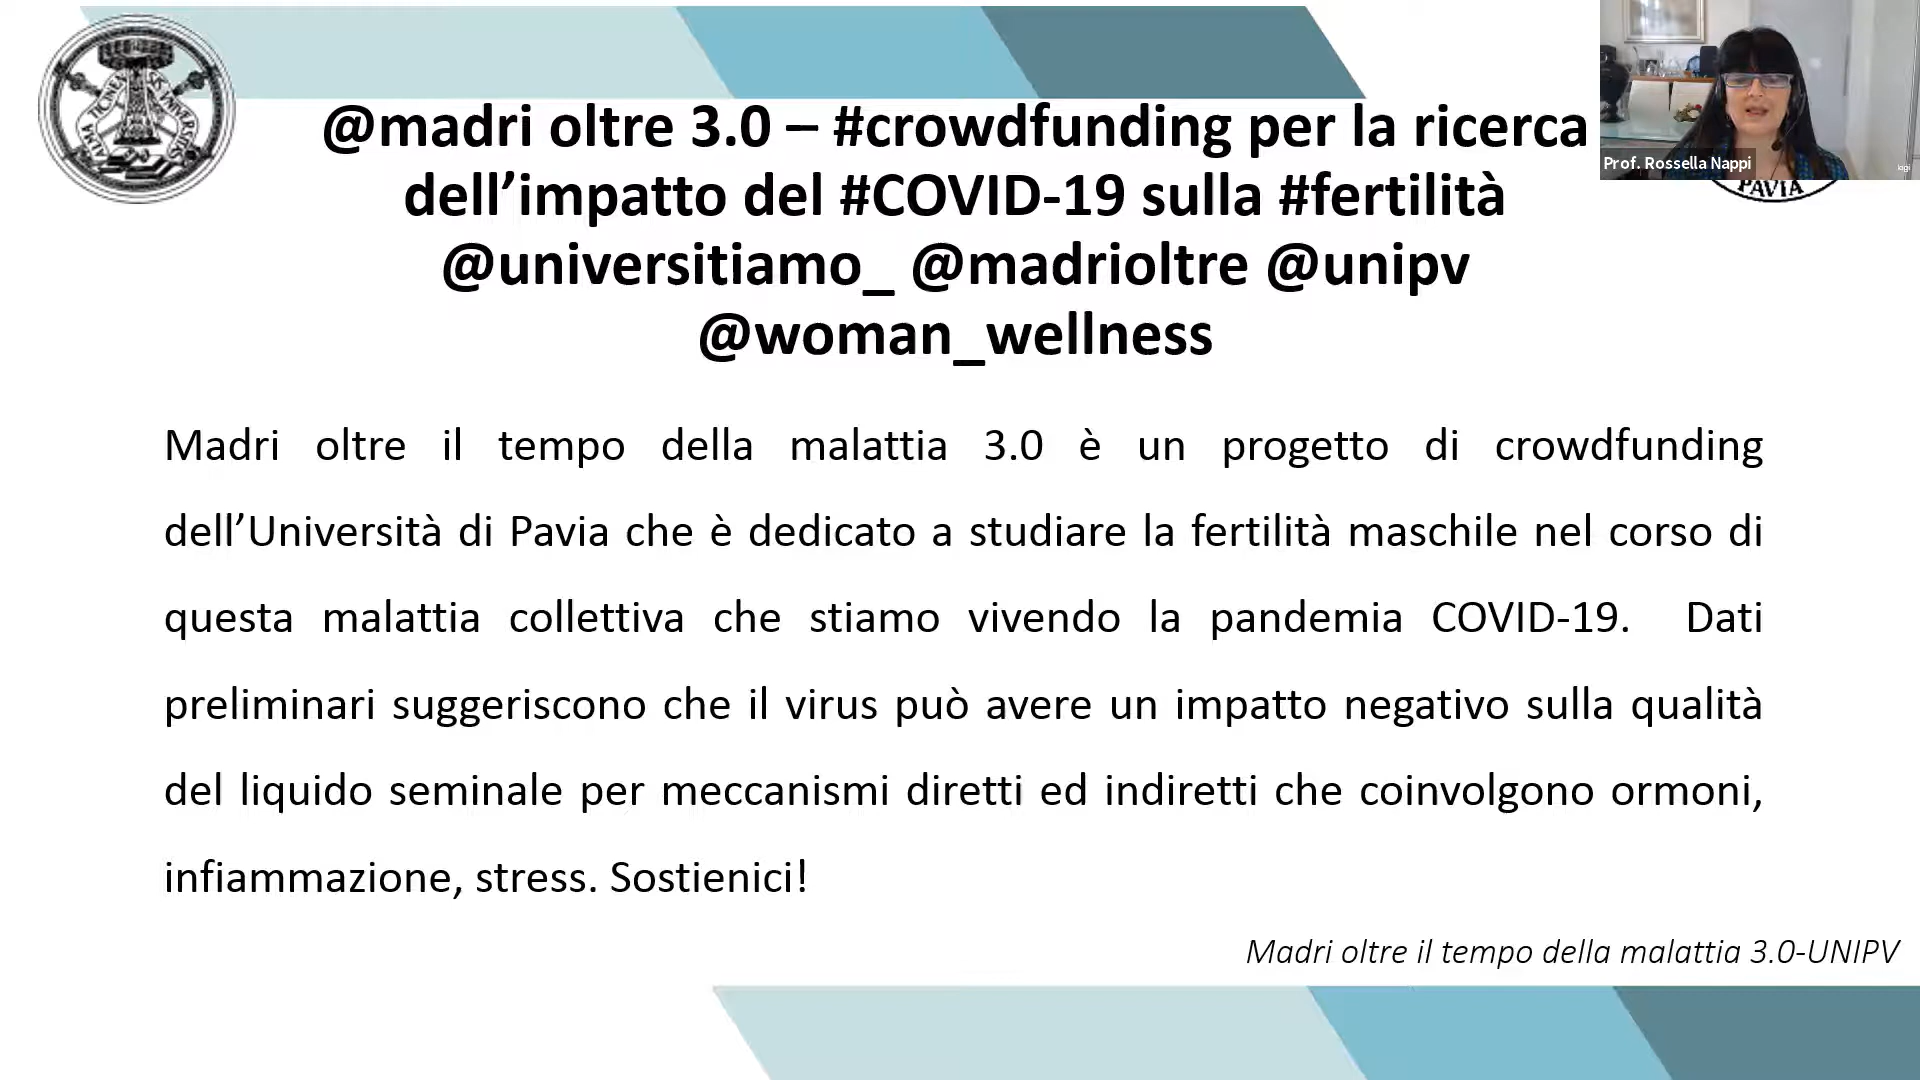 @madri oltre 3.0 – #crowdfunding per la ricerca
dell’impatto del #COVID-19 sulla #fertilità
@universitiamo_ @madrioltre @unipv
@woman_wellness
Prof. Rossella Nappi
PAVIA
Madri oltre il tempo della malattia 3.0 è un progetto di crowdfunding
dell’Università di Pavia che è dedicato a studiare la fertilità maschile nel corso di
questa malattia collettiva che stiamo vivendo la pandemia COVID-19. Dati
preliminari suggeriscono che il virus può avere un impatto negativo sulla qualità
del liquido seminale per meccanismi diretti ed indiretti che coinvolgono ormoni,
infiammazione, stress. Sostienici!
Madri oltre il tempo della malattia 3.0-UNIPV